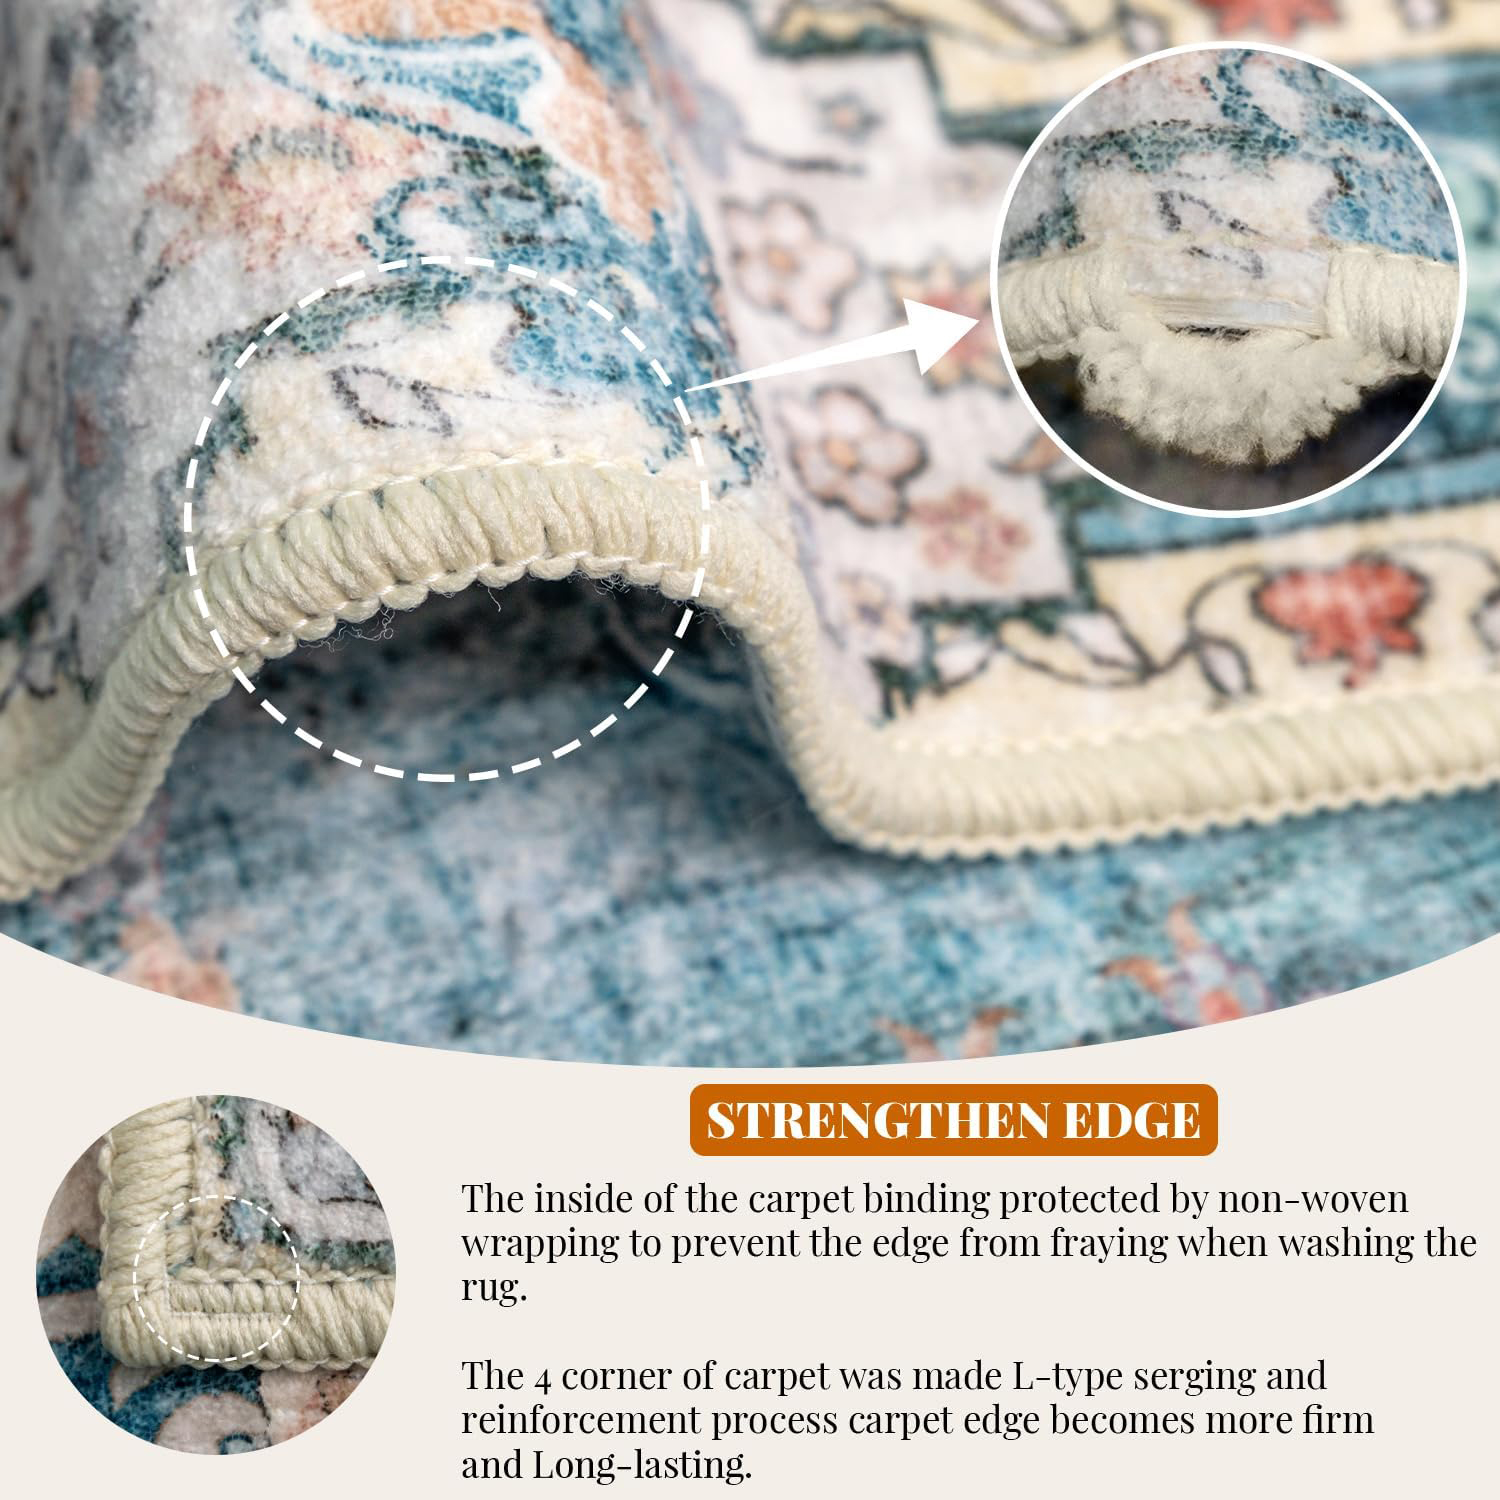 STRENGTHEN EDGE
The inside of the carpet binding protected by non-woven
wrapping to prevent the edge from fraying when washing the
rug.
The 4 corner of carpet was made L-type serging and
reinforcement process carpet edge becomes more firm
and Long-lasting.